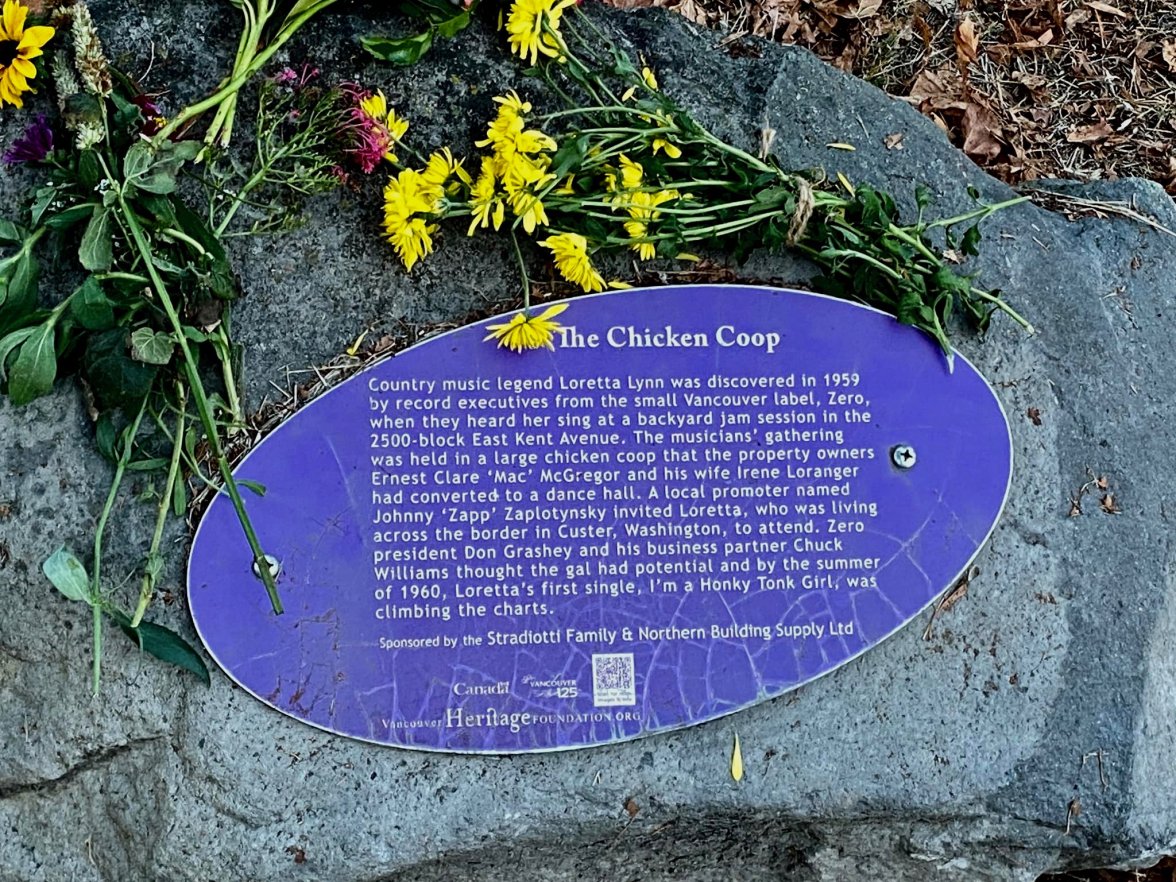 The Chicken Coop
Country music legend Loretta Lynn was discovered in 1959
by record executives from the small Vancouver label, Zero,
when they heard her sing at a backyard jam session in the
2500-block East Kent Avenue. The musicians' gathering
was held in a large chicken coop that the property owners
Ernest Clare 'Mac' McGregor and his wife Irene Loranger
had converted to a dance hall. A local promoter named
Johnny 'Zapp' Zaplotynsky invited Loretta, who was living
across the border in Custer, Washington, to attend. Zero
president Don Grashey and his business partner Chuck
Williams thought the gal had potential and by the summer
of 1960, Loretta's first single, I'm a Honky Tonk Girl, was
climbing the charts.
Sponsored by the Stradiotti Family & Northern Building Supply Ltd
Canada VANCOUVER 125
Vancouver Heritage FOUNDATION.ORG